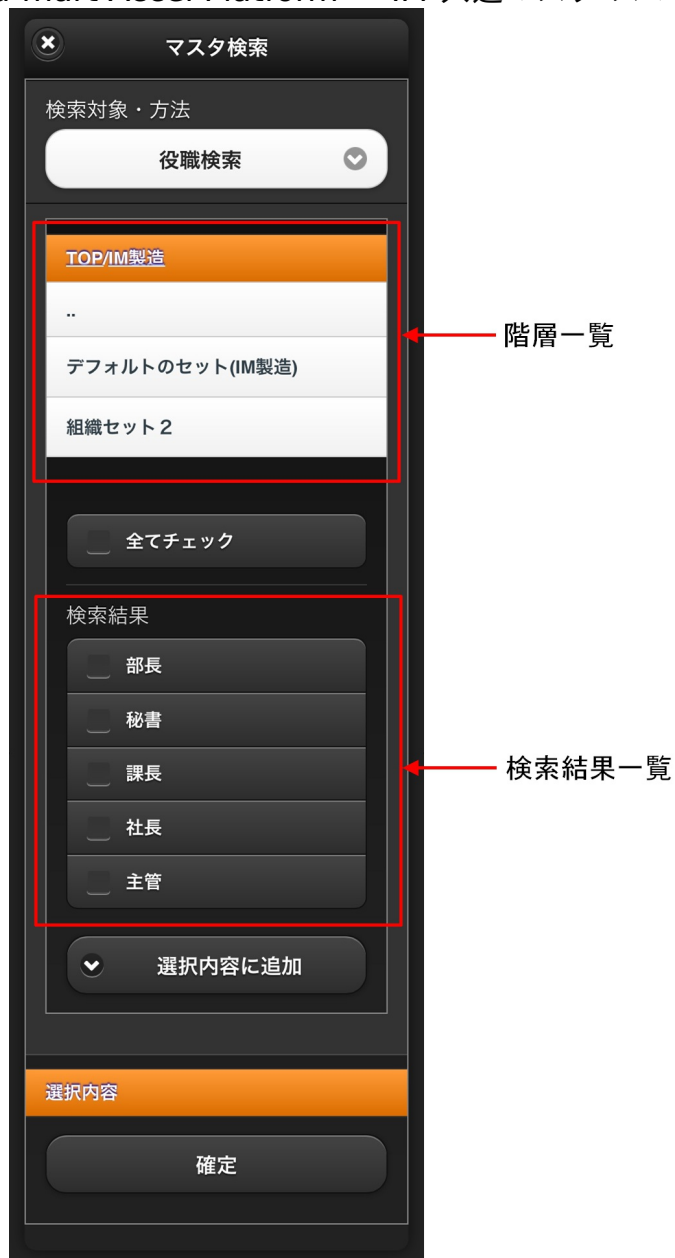 マスタ検索
検索対象・方法
役職検索
TOP/IM製造
..
デフォルトのセット(IM製造)
組織セット２
階層一覧
全てチェック
検索結果
部長
秘書
課長
社長
主管
検索結果一覧
選択内容に追加
選択内容
確定